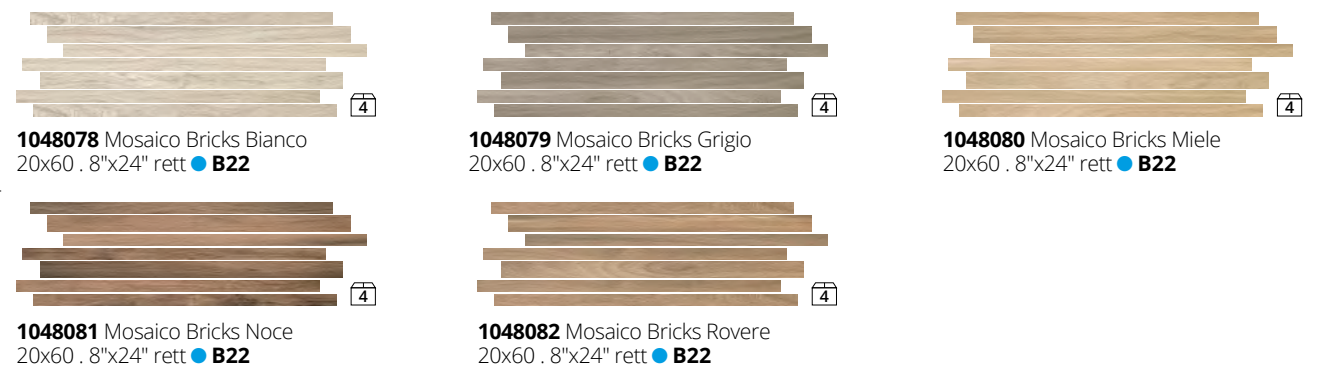 4
1048078 Mosaico Bricks Bianco
20x60 . 8"x24" rett B22
4
1048079 Mosaico Bricks Grigio
20x60 . 8"x24" rett B22
4
1048080 Mosaico Bricks Miele
20x60 . 8"x24" rett B22
4
1048081 Mosaico Bricks Noce
20x60 . 8"x24" rett B22
4
1048082 Mosaico Bricks Rovere
20x60 . 8"x24" rett B22